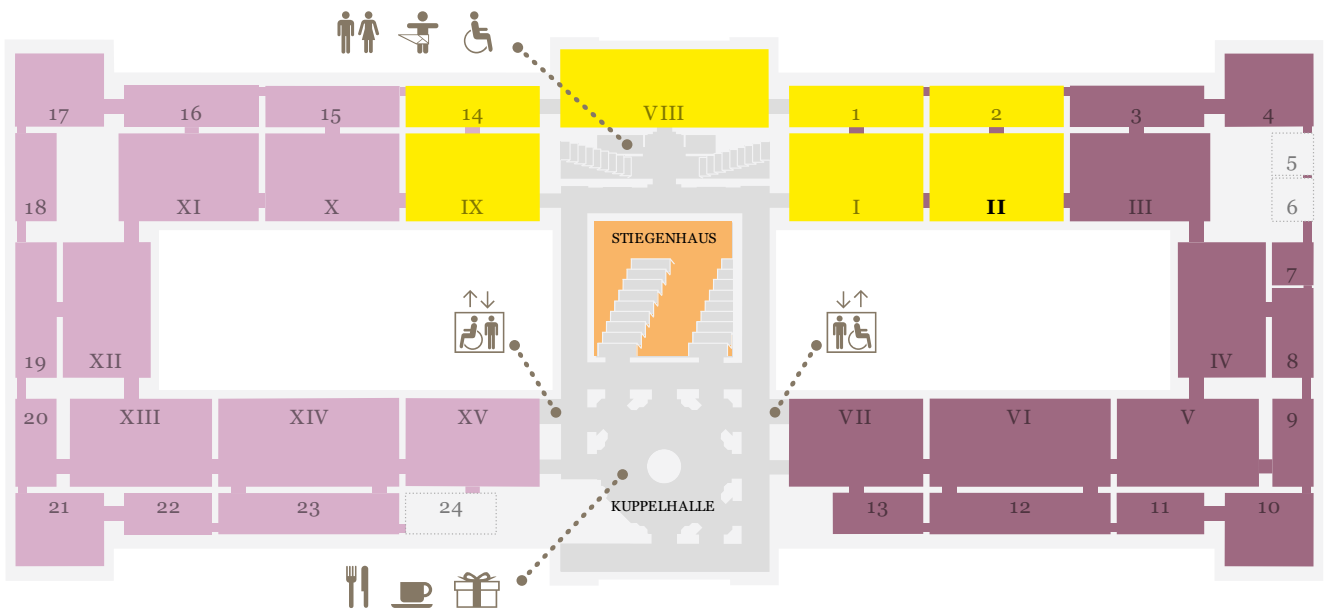 17
16
15
14
VIII
1
2
3
4
5
18
XI
X
IX
I
II
III
6
STIEGENHAUS
7
19
XII
IV
8
20
XIII
XIV
XV
VII
VI
V
9
21
22
23
24
KUPPELHALLE
13
12
11
10